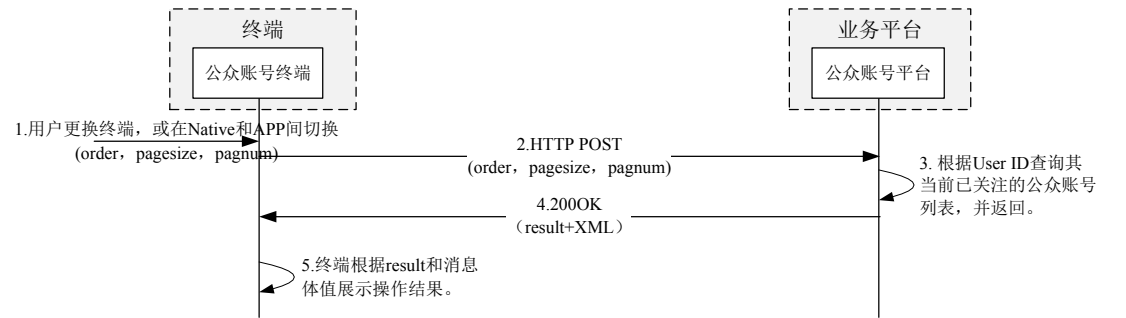 终端
业务平台
公众账号终端
公众账号平台
1.用户更换终端，或在Native和APP间切换
(order，pagesize，pagnum)
2.HTTP POST
(order，pagesize，pagnum)
3. 根据User ID查询其
当前已关注的公众账号
列表，并返回。
4.200OK
（result+XML）
5.终端根据result和消息
体值展示操作结果。